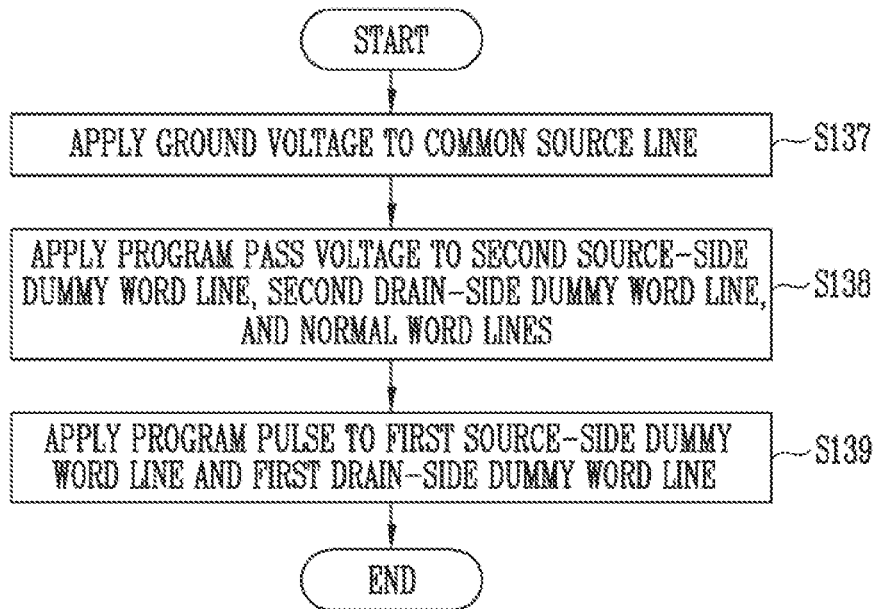 START
APPLY GROUND VOLTAGE TO COMMON SOURCE LINE
S137
APPLY PROGRAM PASS VOLTAGE TO SECOND SOURCE-SIDE
DUMMY WORD LINE, SECOND DRAIN-SIDE DUMMY WORD LINE,
AND NORMAL WORD LINES
S138
APPLY PROGRAM PULSE TO FIRST SOURCE-SIDE DUMMY
WORD LINE AND FIRST DRAIN-SIDE DUMMY WORD LINE
S139
END